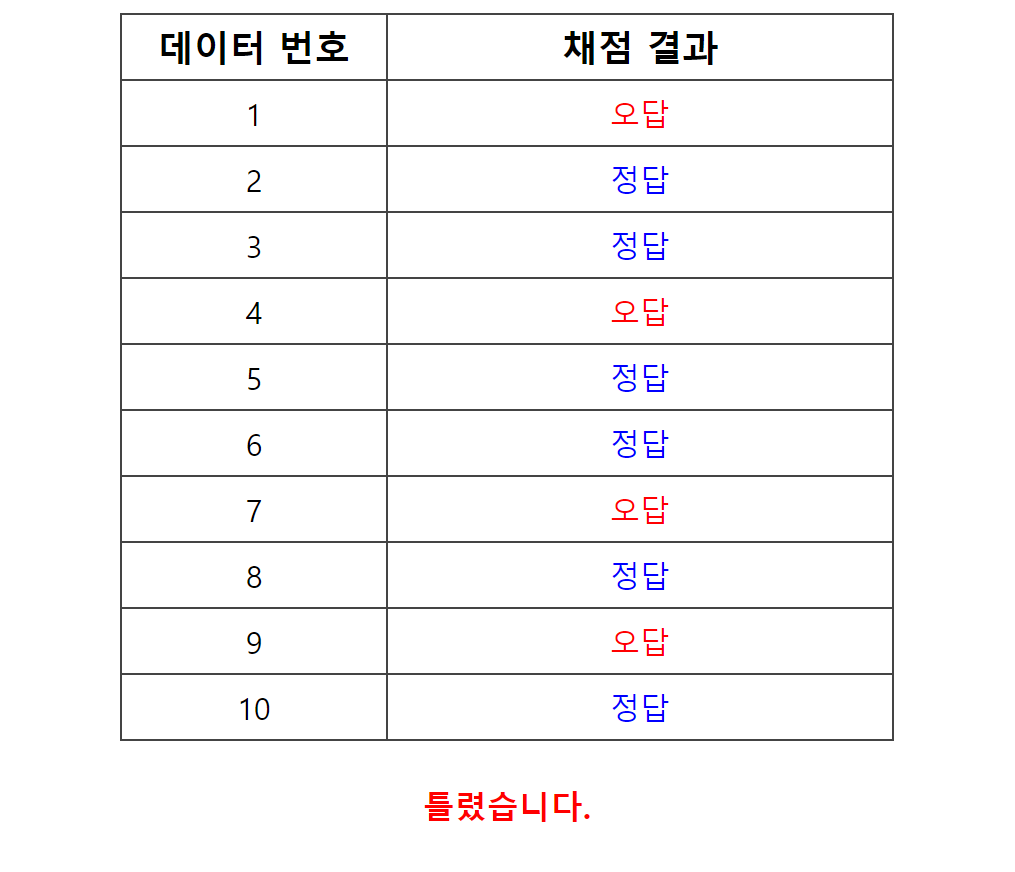 데이터 번호 채점 결과
1 오답
2 정답
3 정답
4 오답
5 정답
6 정답
7 오답
8 정답
9 오답
10 정답
틀렸습니다.